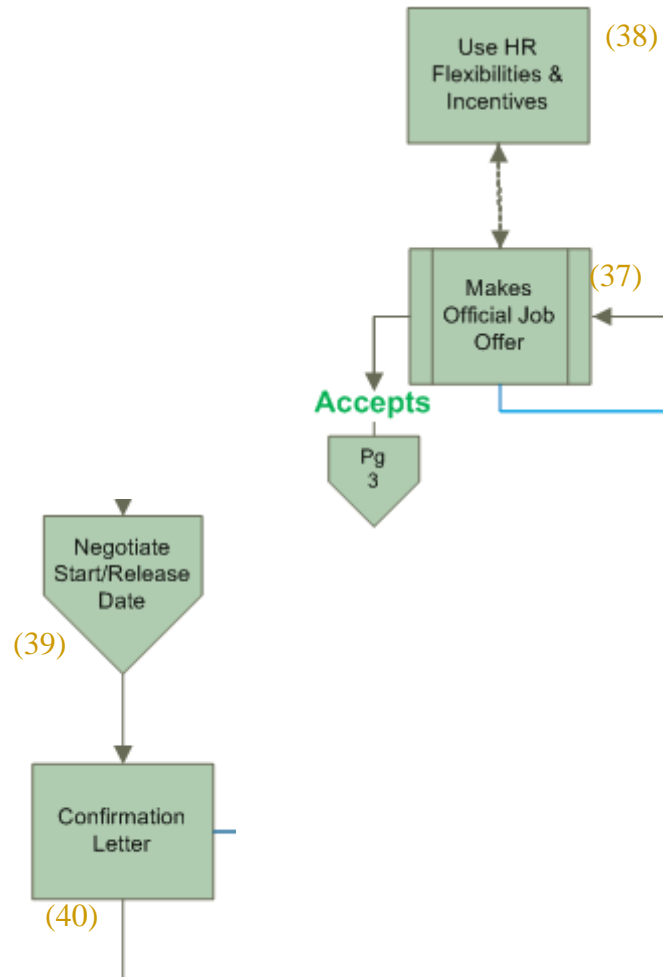 Use HR
Flexibilities &
Incentives
(38)
Makes
Official Job
Offer
(37)
Accepts
Pg
3
Negotiate
Start/Release
Date
(39)
Confirmation
Letter
(40)